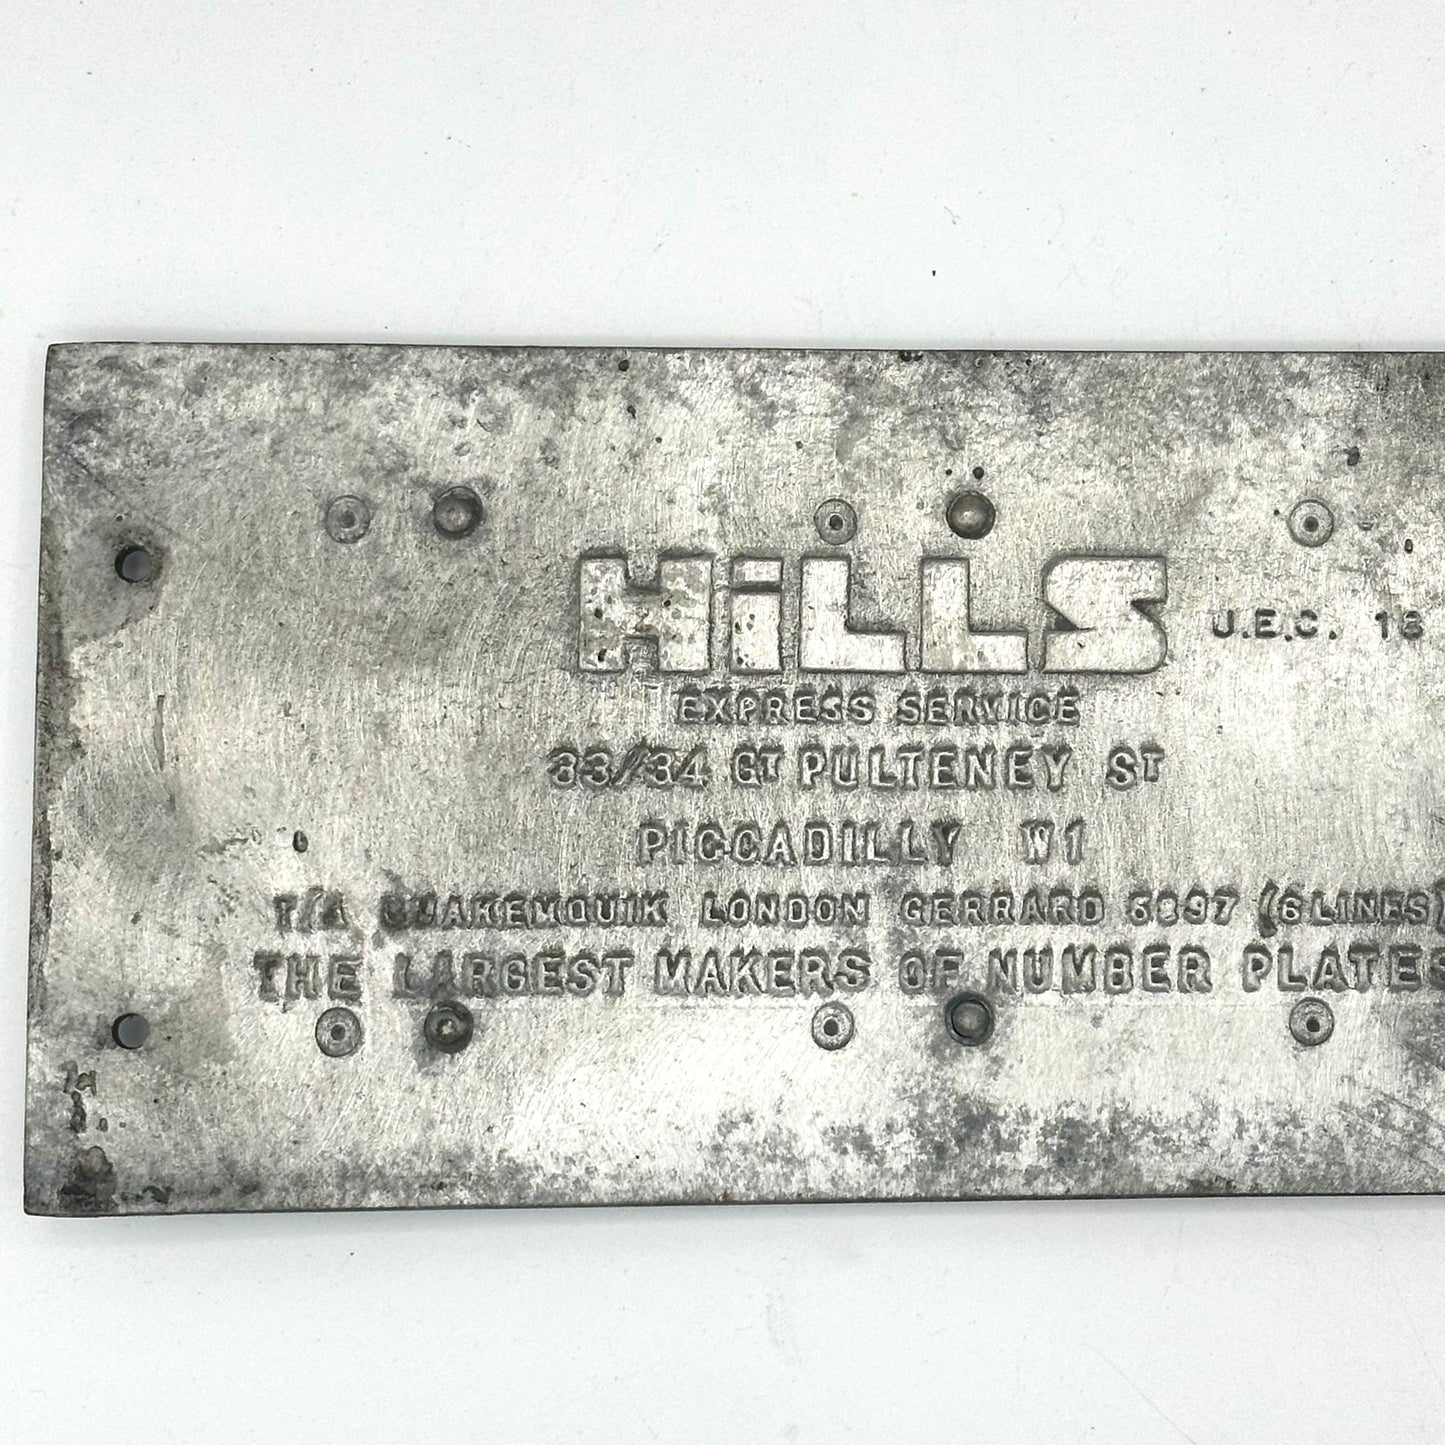 HiLLS
J.E.C. 18
EXPRESS SERVICE
33/34 GT PULTENEY ST
PICCADILLY W1
T/A LONDON GERRARD (6 LINES)
THE LARGEST MAKERS OF NUMBER PLATES